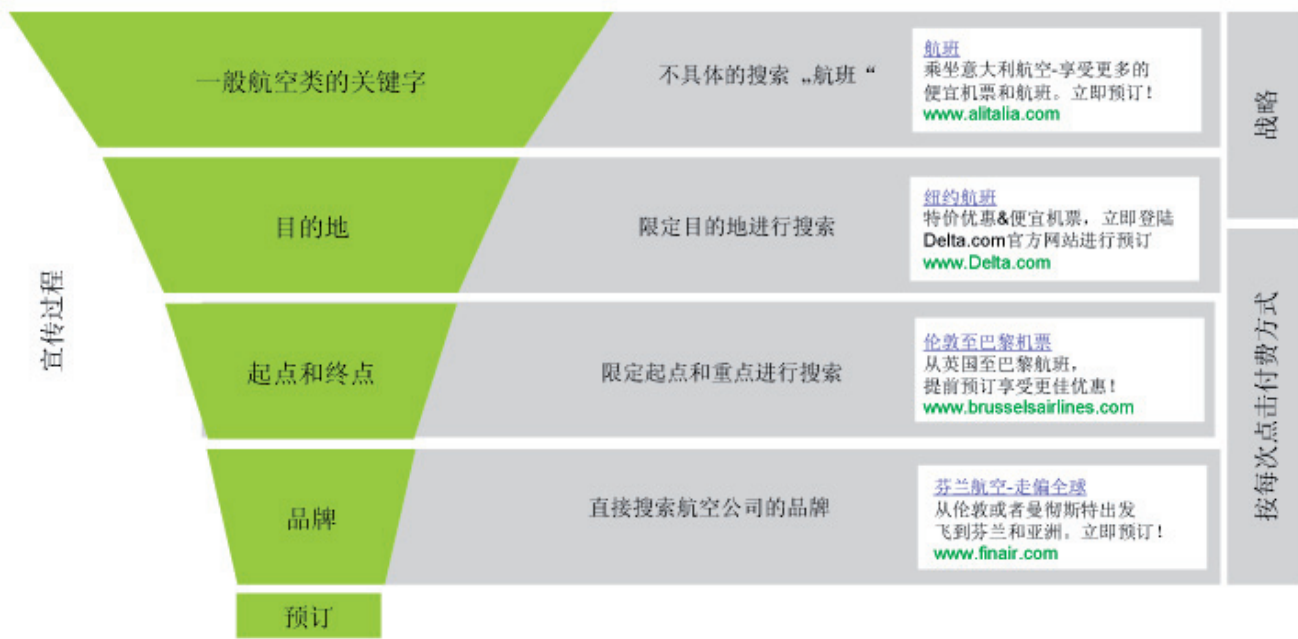 宣传过程
一般航空类的关键字
不具体的搜索 „航班 “
航班
乘坐意大利航空-享受更多的
便宜机票和航班。立即预订！
www.alitalia.com
战略
目的地
限定目的地进行搜索
纽约航班
特价优惠&便宜机票，立即登陆
Delta.com官方网站进行预订
www.Delta.com
起点和终点
限定起点和重点进行搜索
伦敦至巴黎机票
从英国至巴黎航班，
提前预订享受更佳优惠！
www.brusselsairlines.com
按每次点击付费方式
品牌
直接搜索航空公司的品牌
芬兰航空-走偏全球
从伦敦或者曼彻斯特出发
飞到芬兰和亚洲。立即预订！
www.finair.com
预订